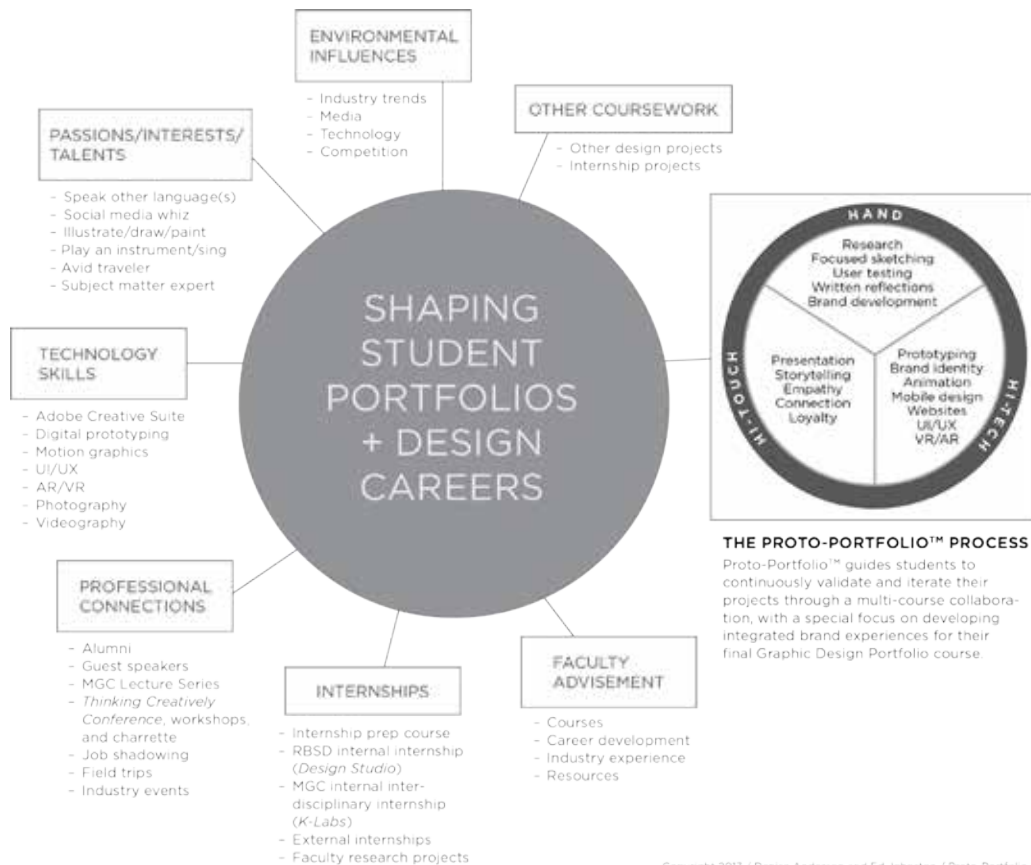 ENVIRONMENTAL
INFLUENCES
- Industry trends
- Media
- Technology
- Competition
OTHER COURSEWORK
- Other design projects
- Internship projects
PASSIONS/INTERESTS/
TALENTS
- Speak other language(s)
- Social media whiz
- Illustrate/draw/paint
- Play an instrument/sing
- Avid traveler
- Subject matter expert
TECHNOLOGY
SKILLS
- Adobe Creative Suite
- Digital prototyping
- Motion graphics
- UI/UX
- AR/VR
- Photography
- Videography
SHAPING
STUDENT
PORTFOLIOS
+ DESIGN
CAREERS
HAND
Research
Focused sketching
User testing
Written reflections
Brand development
HI-TOUCH
Presentation
Storytelling
Empathy
Connection
Loyalty
HI-TECH
Prototyping
Brand identity
Animation
Mobile design
Websites
UI/UX
VR/AR
THE PROTO-PORTFOLIO™ PROCESS
Proto-Portfolio™ guides students to
continuously validate and iterate their
projects through a multi-course collabora-
tion, with a special focus on developing
integrated brand experiences for their
final Graphic Design Portfolio course.
PROFESSIONAL
CONNECTIONS
- Alumni
- Guest speakers
- MGC Lecture Series
- Thinking Creatively
Conference, workshops,
and charrette
- Job shadowing
- Field trips
- Industry events
INTERNSHIPS
- Internship prep course
- RBSD internal internship
(Design Studio)
- MGC internal inter-
disciplinary internship
(K-Labs)
- External internships
- Faculty research projects
FACULTY
ADVISEMENT
- Courses
- Career development
- Industry experience
- Resources